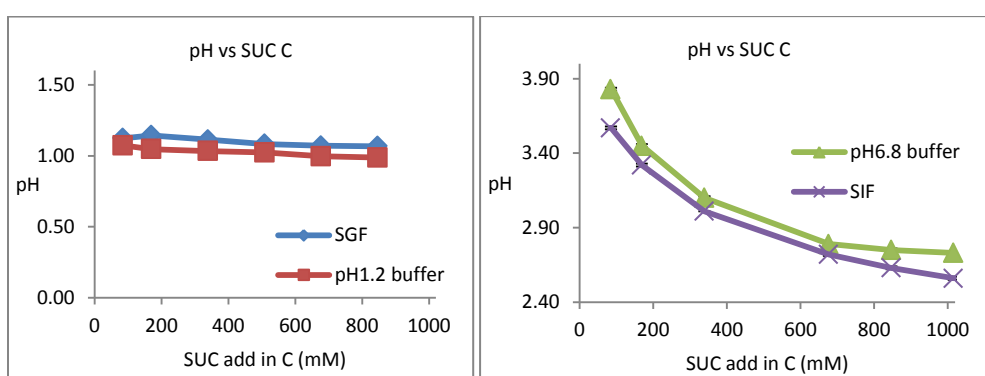 pH vs SUC C
1.50
1.00
pH
0.50
0.00
SGF
pH1.2 buffer
0 200 400 600 800 1000
SUC add in C (mM)
pH vs SUC C
3.90
3.40
pH
2.90
2.40
pH6.8 buffer
SIF
0 200 400 600 800 1000
SUC add in C (mM)